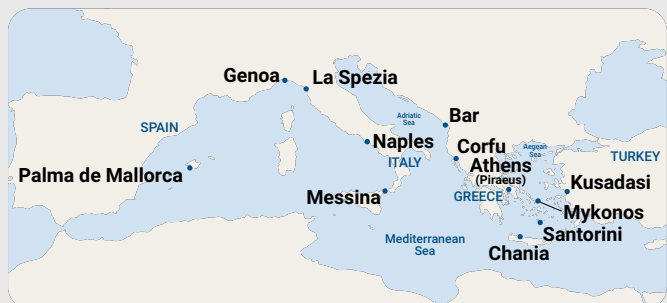 Genoa
La Spezia
Adriatic
Sea
Bar
SPAIN
Naples
Corfu
Aegean
Sea
TURKEY
ITALY
Athens
(Piraeus)
Palma de Mallorca
Kusadasi
Messina
GREECE
Mykonos
Santorini
Mediterranean
Sea
Chania